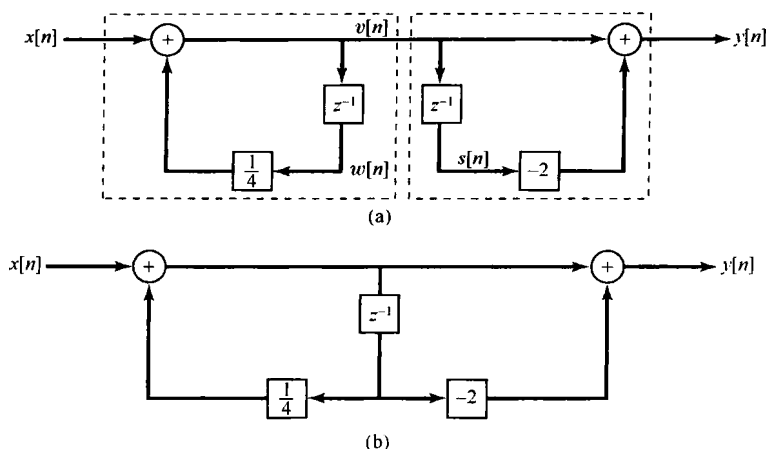 x[n] + v[n] + y[n]
z⁻¹ z⁻¹
1/4 w[n] s[n] −2
(a)
x[n] + + y[n]
z⁻¹
1/4 −2
(b)